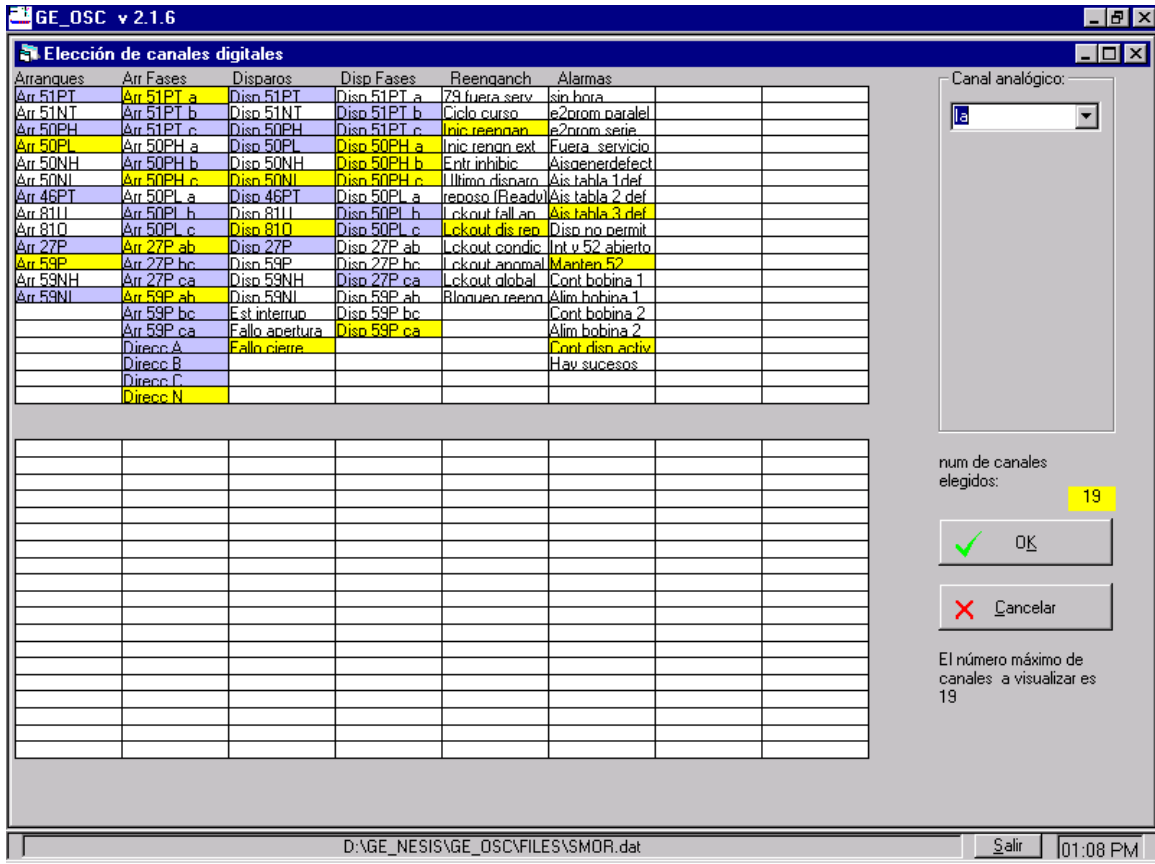 GE_OSC v 2.1.6
Elección de canales digitales
Arranques Arr Fases Disparos Disp Fases Reenganch Alarmas
Arr 51PT Arr 51PT a Disp 51PT Disp 51PT a 79 fuera serv sin hora
Arr 51NT Arr 51PT b Disp 51NT Disp 51PT b Ciclo curso e2prom paralel
Arr 50PH Arr 51PT c Disp 50PH Disp 51PT c Inic reengan e2prom serie
Arr 50PL Arr 50PH a Disp 50PL Disp 50PH a Inic rengn ext Fuera servicio
Arr 50NH Arr 50PH b Disp 50NH Disp 50PH b Entr inhibic Aisgenerdefect
Arr 50NL Arr 50PH c Disp 50NL Disp 50PH c Ultimo disparo Ais tabla 1def
Arr 46PT Arr 50PL a Disp 46PT Disp 50PL a reposo (Ready) Ais tabla 2 def
Arr 81U Arr 50PL b Disp 81U Disp 50PL b Lckout fall ap Ais tabla 3 def
Arr 81O Arr 50PL c Disp 81O Disp 50PL c Lckout dis rep Disp no permit
Arr 27P Arr 27P ab Disp 27P Disp 27P ab Lckout condic Int y 52 abierto
Arr 59P Arr 27P bc Disp 59P Disp 27P bc Lckout anomal Manten 52
Arr 59NH Arr 27P ca Disp 59NH Disp 27P ca Lckout global Cont bobina 1
Arr 59NL Arr 59P ab Disp 59NL Disp 59P ab Bloqueo reeng Alim bobina 1
Arr 59P bc Est interrup Disp 59P bc Cont bobina 2
Arr 59P ca Fallo apertura Disp 59P ca Alim bobina 2
Direcc A Fallo cierre Cont disp activ
Direcc B Hay sucesos
Direcc C
Direcc N
Canal analógico:
Ia
num de canales
elegidos:
19
OK
Cancelar
El número máximo de
canales a visualizar es
19
D:\GE_NESIS\GE_OSC\FILES\SMOR.dat
Salir
01:08 PM